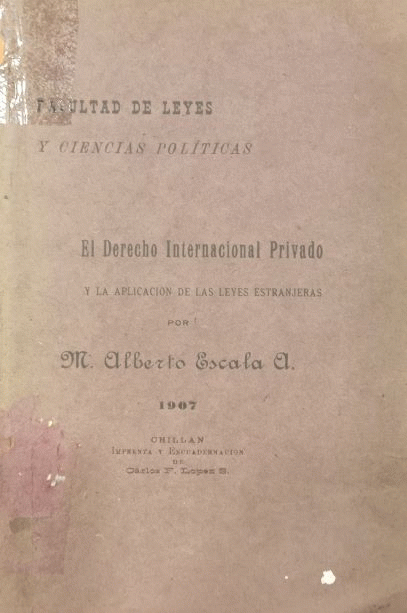 FACULTAD DE LEYES
Y CIENCIAS POLÍTICAS
El Derecho Internacional Privado
Y LA APLICACION DE LAS LEYES ESTRANJERAS
POR
M. Alberto Escala A.
1907
CHILLAN
IMPRENTA Y ENCUADERNACION
DE
Cárlos F. Lopez S.